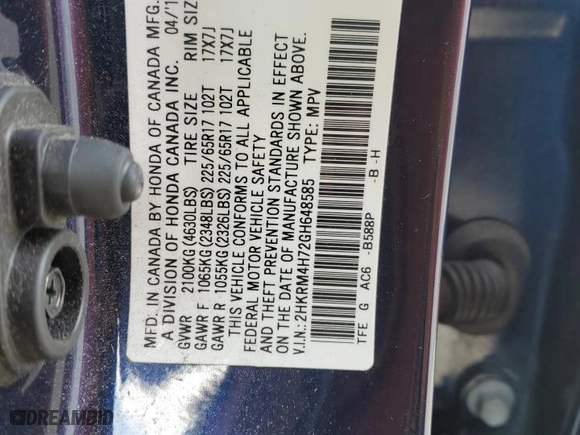 MFD. IN CANADA BY HONDA OF CANADA MFG.
A DIVISION OF HONDA CANADA INC. 04/1
GVWR 2100KG (4630LBS) TIRE SIZE RIM SIZ
GAWR F 1065KG (2348LBS) 225/65R17 102T 17X7J
GAWR R 1055KG (2326LBS) 225/65R17 102T 17X7J
THIS VEHICLE CONFORMS TO ALL APPLICABLE
FEDERAL MOTOR VEHICLE SAFETY
AND THEFT PREVENTION STANDARDS IN EFFECT
ON THE DATE OF MANUFACTURE SHOWN ABOVE.
V.I.N.:2HKRM4H72GH648585 TYPE: MPV
TFE G AC6 -B588P -B -H
DREAMBID